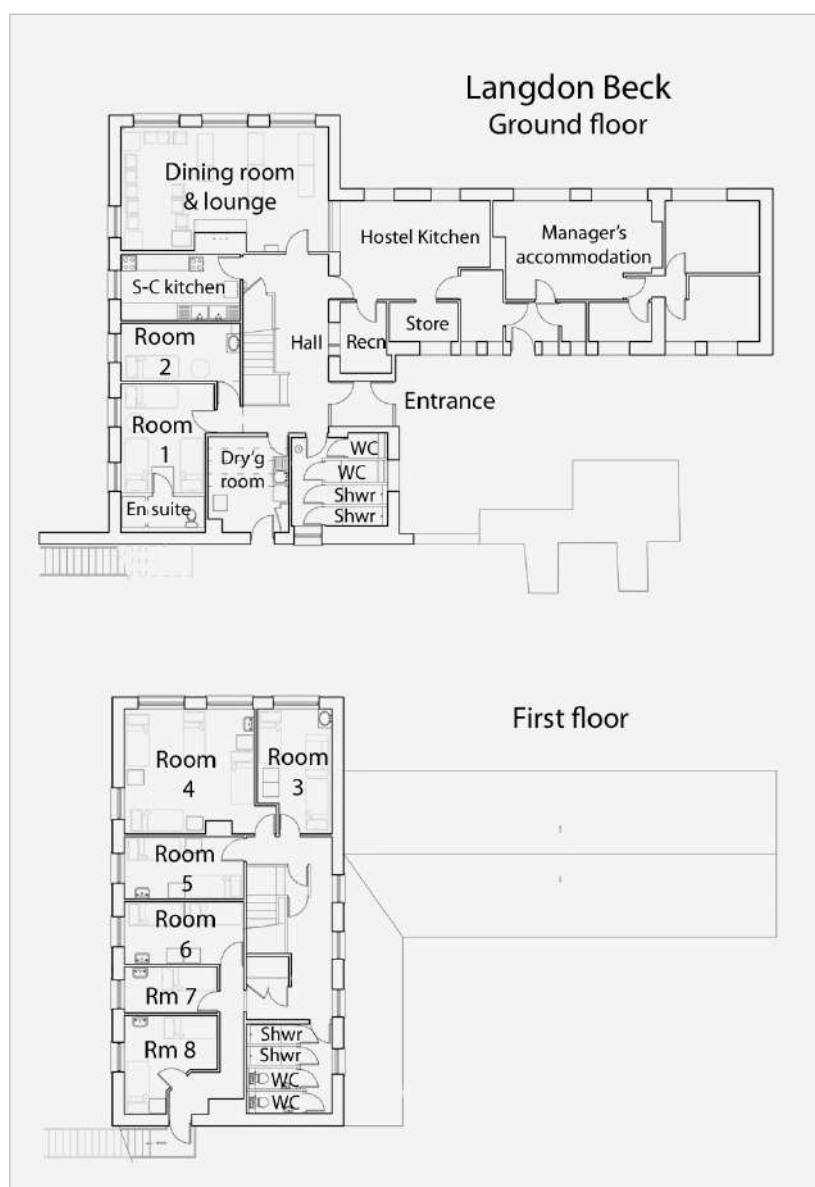 Langdon Beck
Ground floor
Dining room
& lounge
Hostel Kitchen
Manager's
accommodation
S-C kitchen
Store
Room
2
Hall
Recn
Entrance
Room
1
Dry'g
room
WC
WC
Shwr
Shwr
En suite
First floor
Room
4
Room
3
Room
5
Room
6
Rm 7
Rm 8
Shwr
Shwr
WC
WC